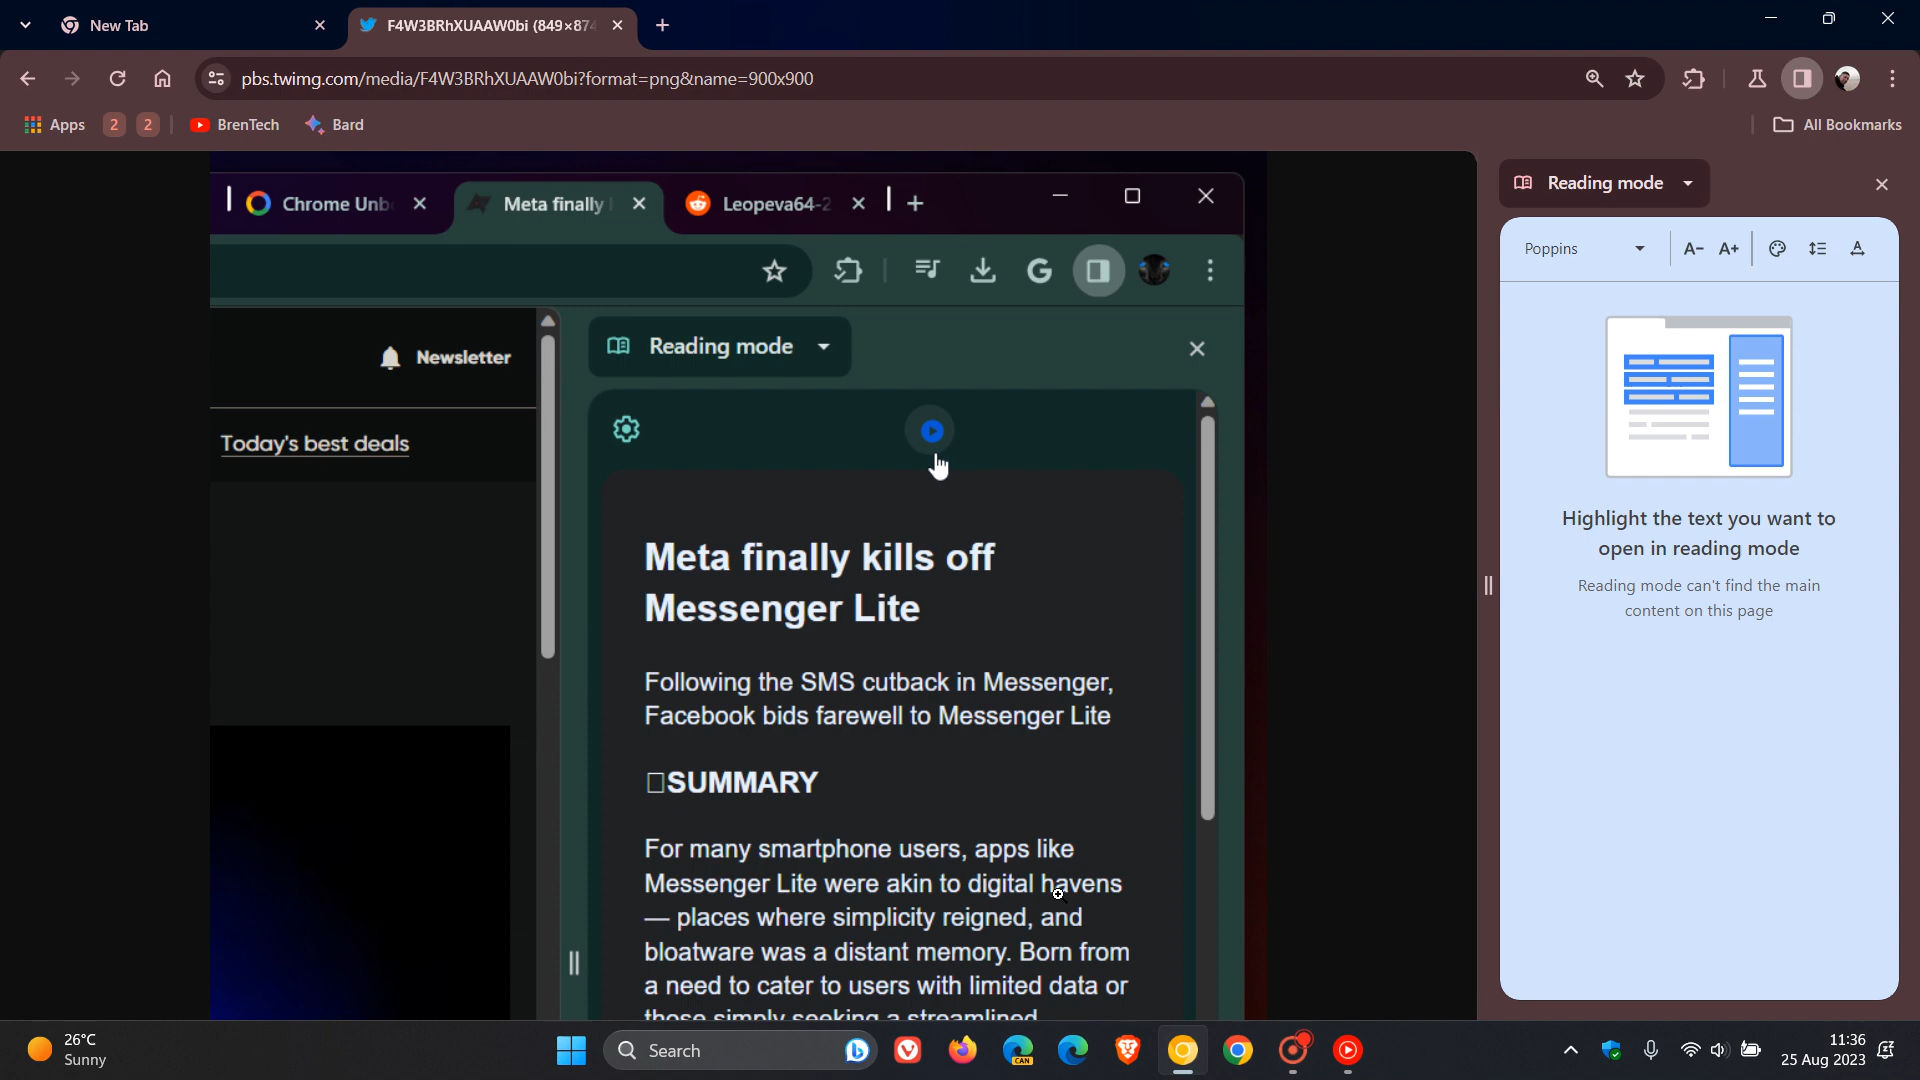 New Tab
F4W3BRhXUAAW0bi (849×874
pbs.twimg.com/media/F4W3BRhXUAAW0bi?format=png&name=900x900
Apps 2 2 BrenTech Bard All Bookmarks
Chrome Unb Meta finally Leopeva64-2
Newsletter
Today's best deals
Reading mode
Meta finally kills off
Messenger Lite
Following the SMS cutback in Messenger,
Facebook bids farewell to Messenger Lite
SUMMARY
For many smartphone users, apps like
Messenger Lite were akin to digital havens
— places where simplicity reigned, and
bloatware was a distant memory. Born from
a need to cater to users with limited data or
those simply seeking a streamlined
Reading mode
Poppins A- A+
Highlight the text you want to
open in reading mode
Reading mode can't find the main
content on this page
26°C
Sunny
Search
CAN
11:36
25 Aug 2023